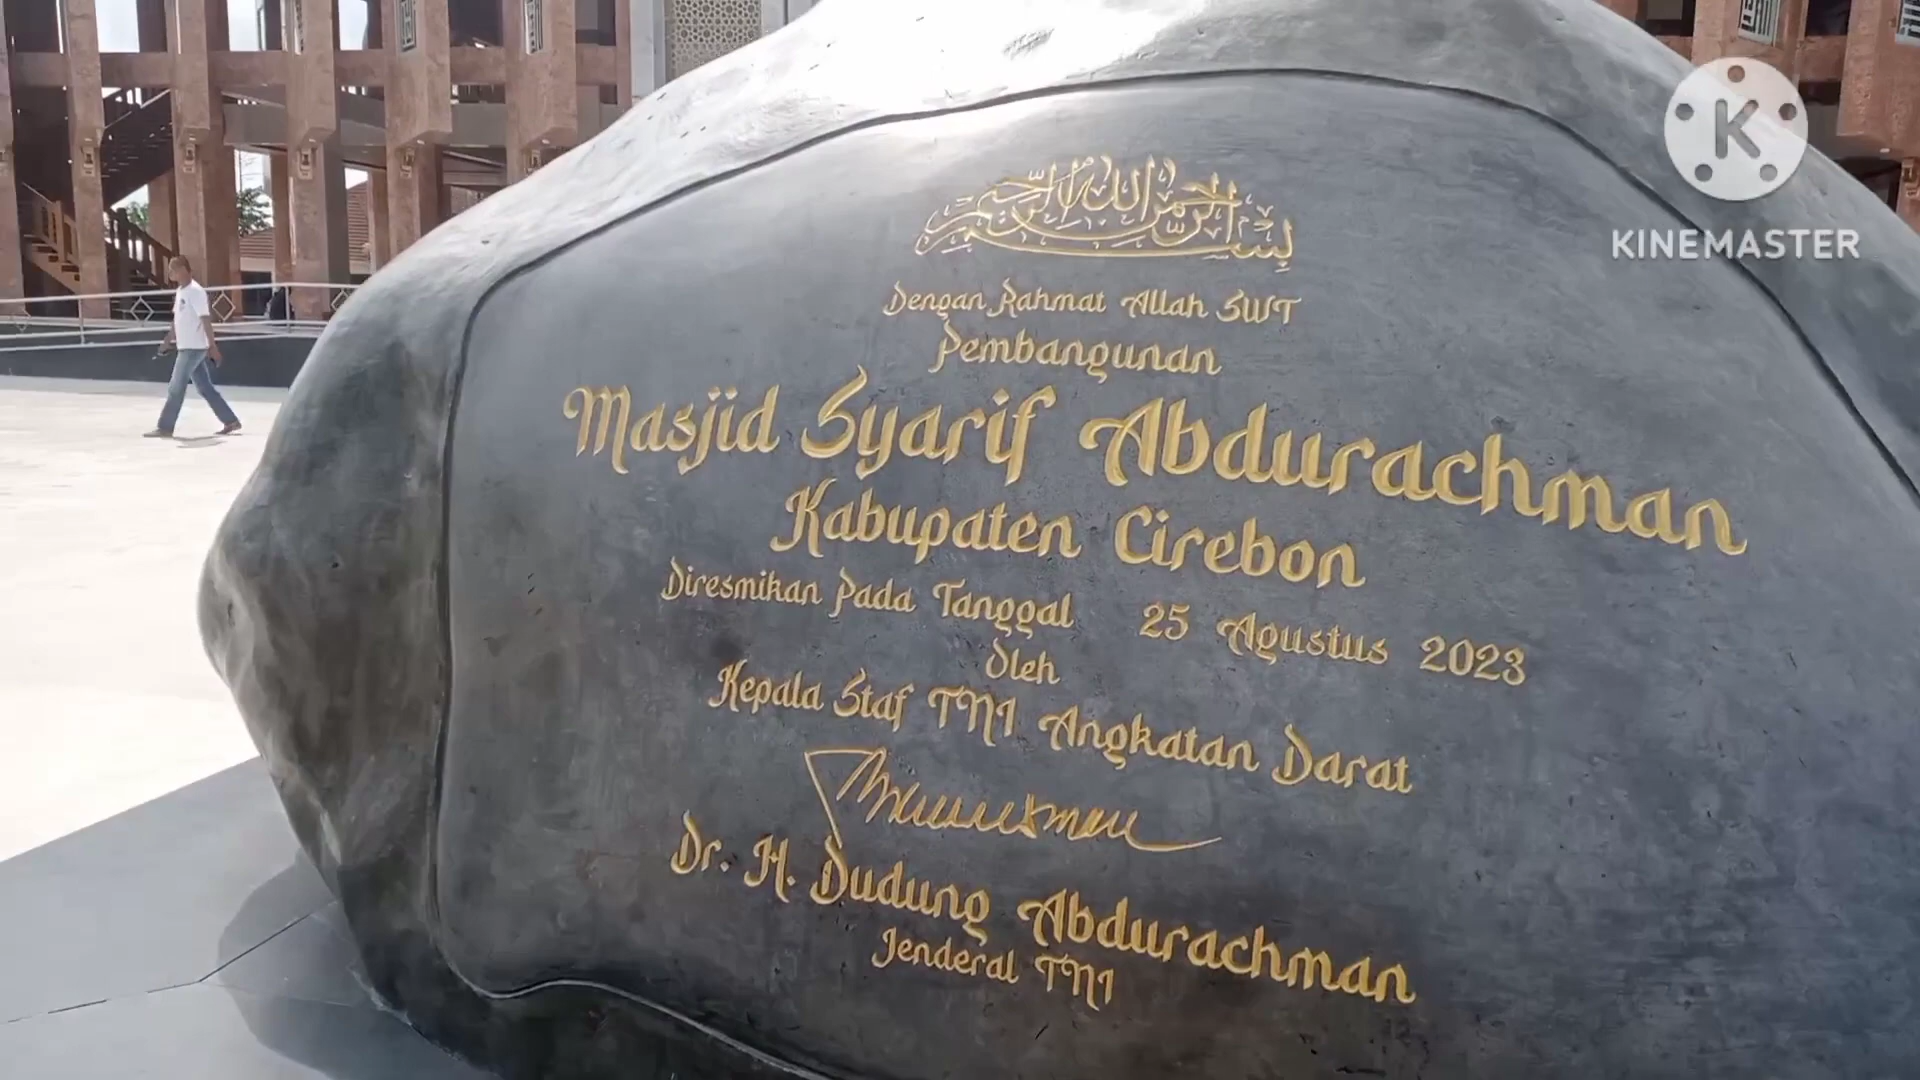 بسم الله الرحمن الرحيم
Dengan Rahmat Allah SWT
Pembangunan
Masjid Syarif Abdurachman
Kabupaten Cirebon
Diresmikan Pada Tanggal 25 Agustus 2023
Oleh
Kepala Staf TNI Angkatan Darat
Dr. H. Dudung Abdurachman
Jenderal TNI
K
KINEMASTER